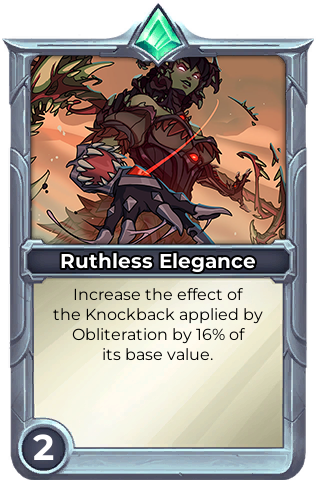 Ruthless Elegance
Increase the effect of
the Knockback applied by
Obliteration by 16% of
its base value.
2